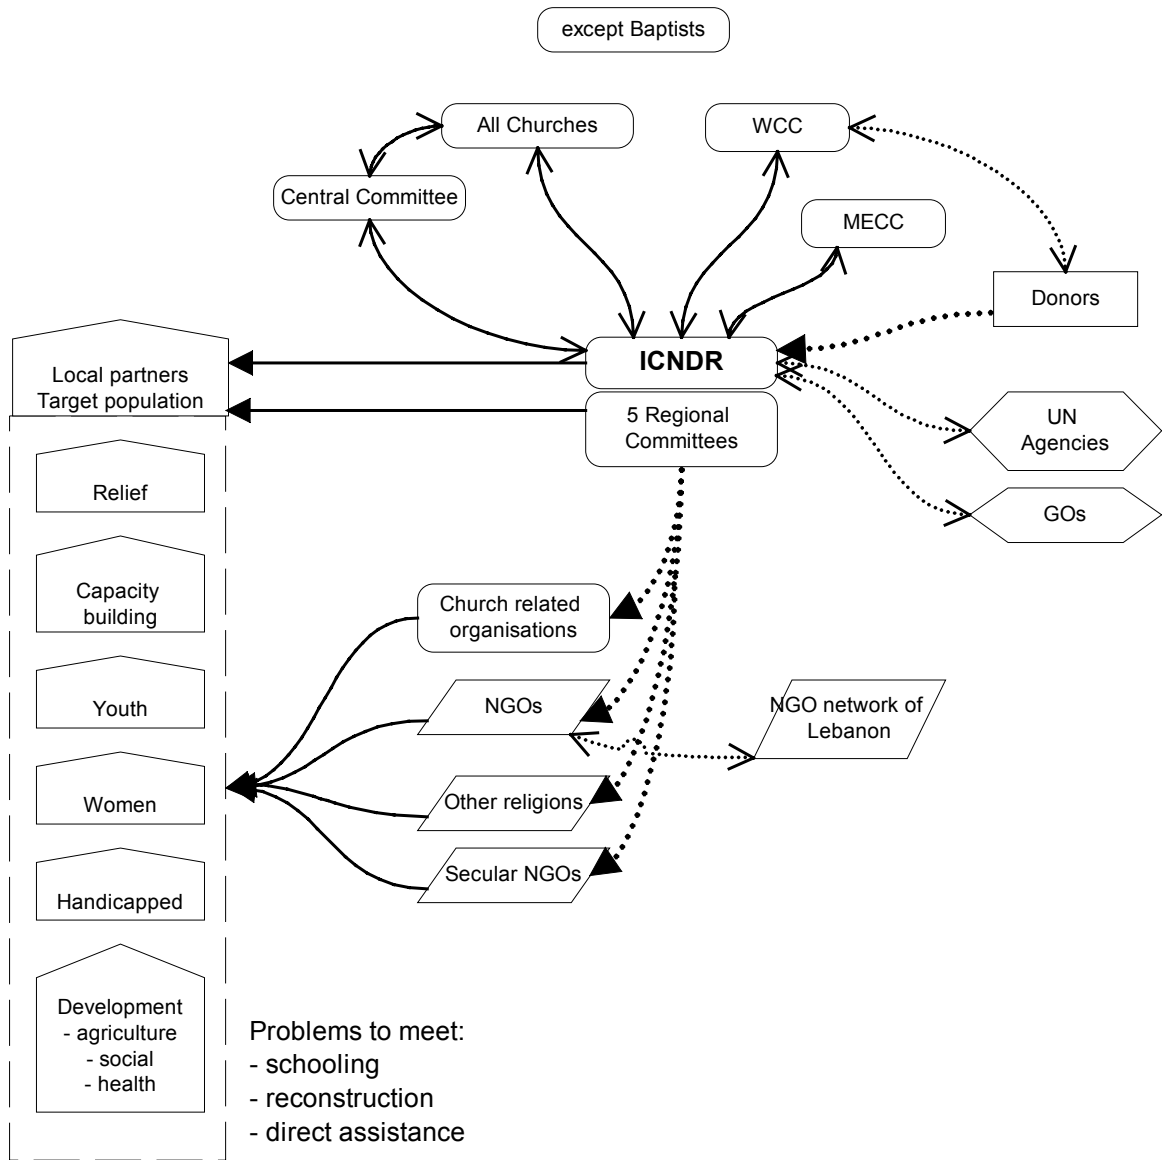 except Baptists
All Churches
WCC
Central Committee
MECC
Donors
ICNDR
Local partners
Target population
5 Regional
Committees
UN
Agencies
GOs
Relief
Capacity
building
Church related
organisations
Youth
NGOs
NGO network of
Lebanon
Women
Other religions
Secular NGOs
Handicapped
Development
- agriculture
- social
- health
Problems to meet:
- schooling
- reconstruction
- direct assistance